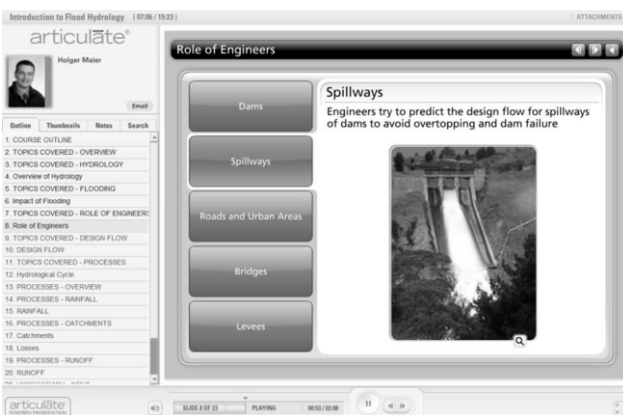 Introduction to Flood Hydrology ( 07:06 / 19:23 )
ATTACHMENTS
articulate®
Holger Maier
Email
Outline Thumbnails Notes Search
1. COURSE OUTLINE
2. TOPICS COVERED - OVERVIEW
3. TOPICS COVERED - HYDROLOGY
4. Overview of Hydrology
5. TOPICS COVERED - FLOODING
6. Impact of Flooding
7. TOPICS COVERED - ROLE OF ENGINEERS
8. Role of Engineers
9. TOPICS COVERED - DESIGN FLOW
10. DESIGN FLOW
11. TOPICS COVERED - PROCESSES
12. Hydrological Cycle
13. PROCESSES - OVERVIEW
14. PROCESSES - RAINFALL
15. RAINFALL
16. PROCESSES - CATCHMENTS
17. Catchments
18. Losses
19. PROCESSES - RUNOFF
20. RUNOFF
Role of Engineers
Dams
Spillways
Roads and Urban Areas
Bridges
Levees
Spillways
Engineers try to predict the design flow for spillways
of dams to avoid overtopping and dam failure
articulate
POWERED PRESENTATION
SLIDE 8 OF 23 PLAYING 00:53 / 02:08